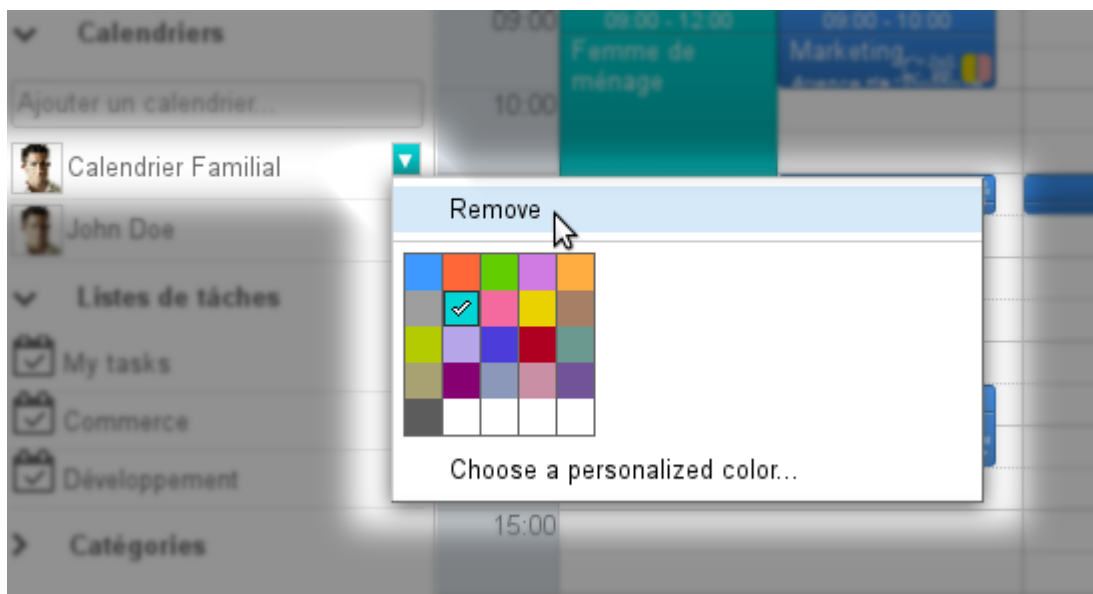 Calendriers
Ajouter un calendrier...
Calendrier Familial
John Doe
Listes de tâches
My tasks
Commerce
Développement
Catégories
09:00
10:00
15:00
09:00 - 12:00
Femme de
ménage
09:00 - 10:00
Marketing
Remove
Choose a personalized color...